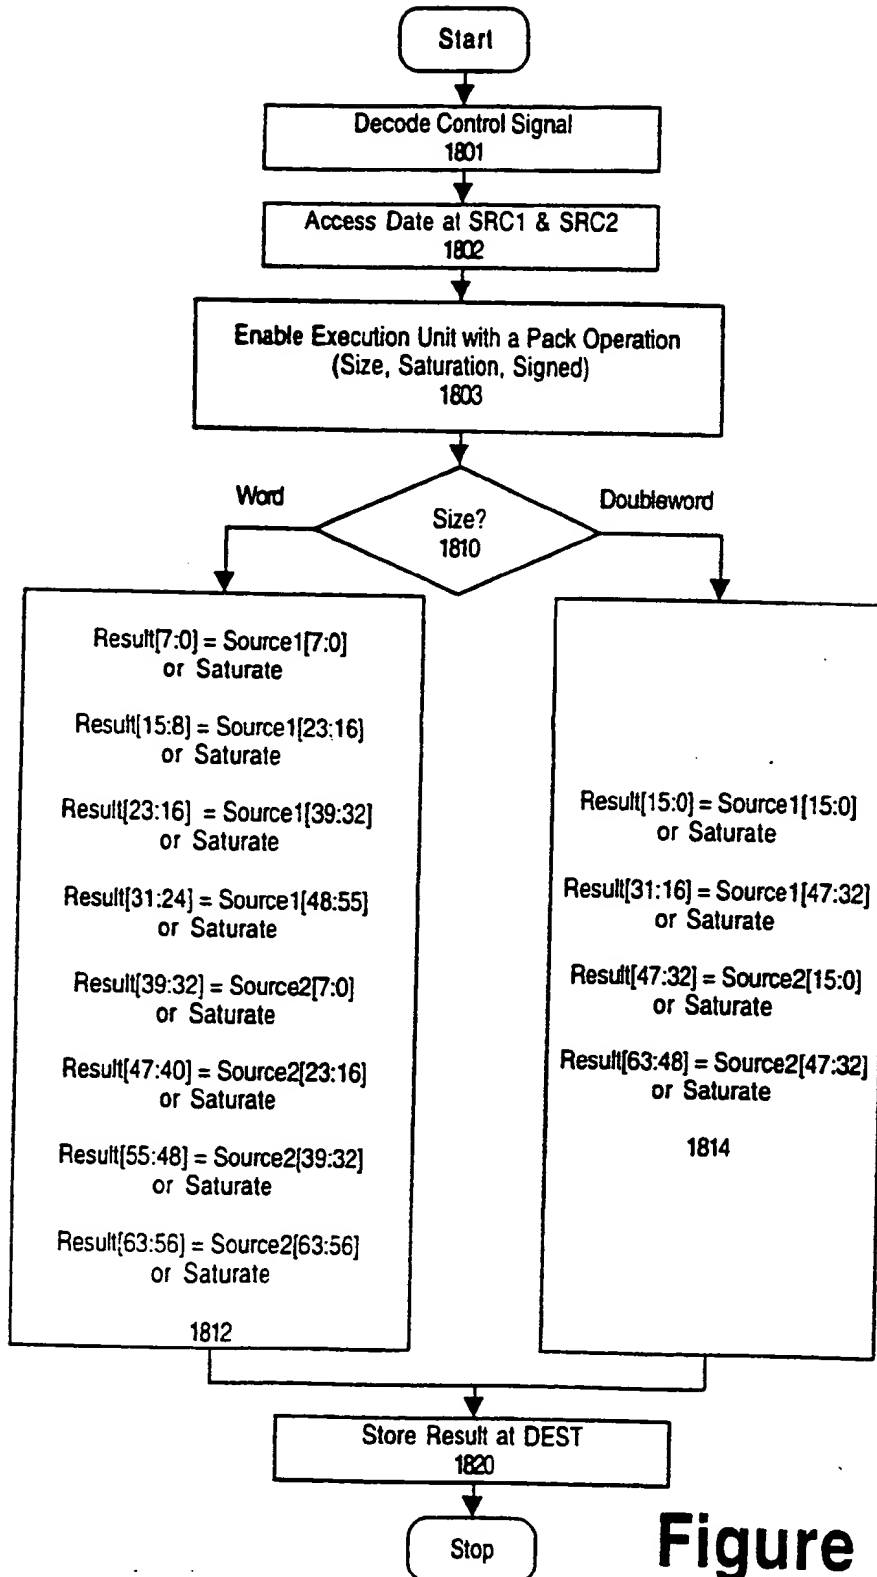 Start
Decode Control Signal
1801
Access Date at SRC1 & SRC2
1802
Enable Execution Unit with a Pack Operation
(Size, Saturation, Signed)
1803
Word
Doubleword
Size?
1810
Result[7:0] = Source1[7:0]
or Saturate
Result[15:8] = Source1[23:16]
or Saturate
Result[23:16] = Source1[39:32]
or Saturate
Result[31:24] = Source1[48:55]
or Saturate
Result[39:32] = Source2[7:0]
or Saturate
Result[47:40] = Source2[23:16]
or Saturate
Result[55:48] = Source2[39:32]
or Saturate
Result[63:56] = Source2[63:56]
or Saturate
1812
Result[15:0] = Source1[15:0]
or Saturate
Result[31:16] = Source1[47:32]
or Saturate
Result[47:32] = Source2[15:0]
or Saturate
Result[63:48] = Source2[47:32]
or Saturate
1814
Store Result at DEST
1820
Stop
Figure